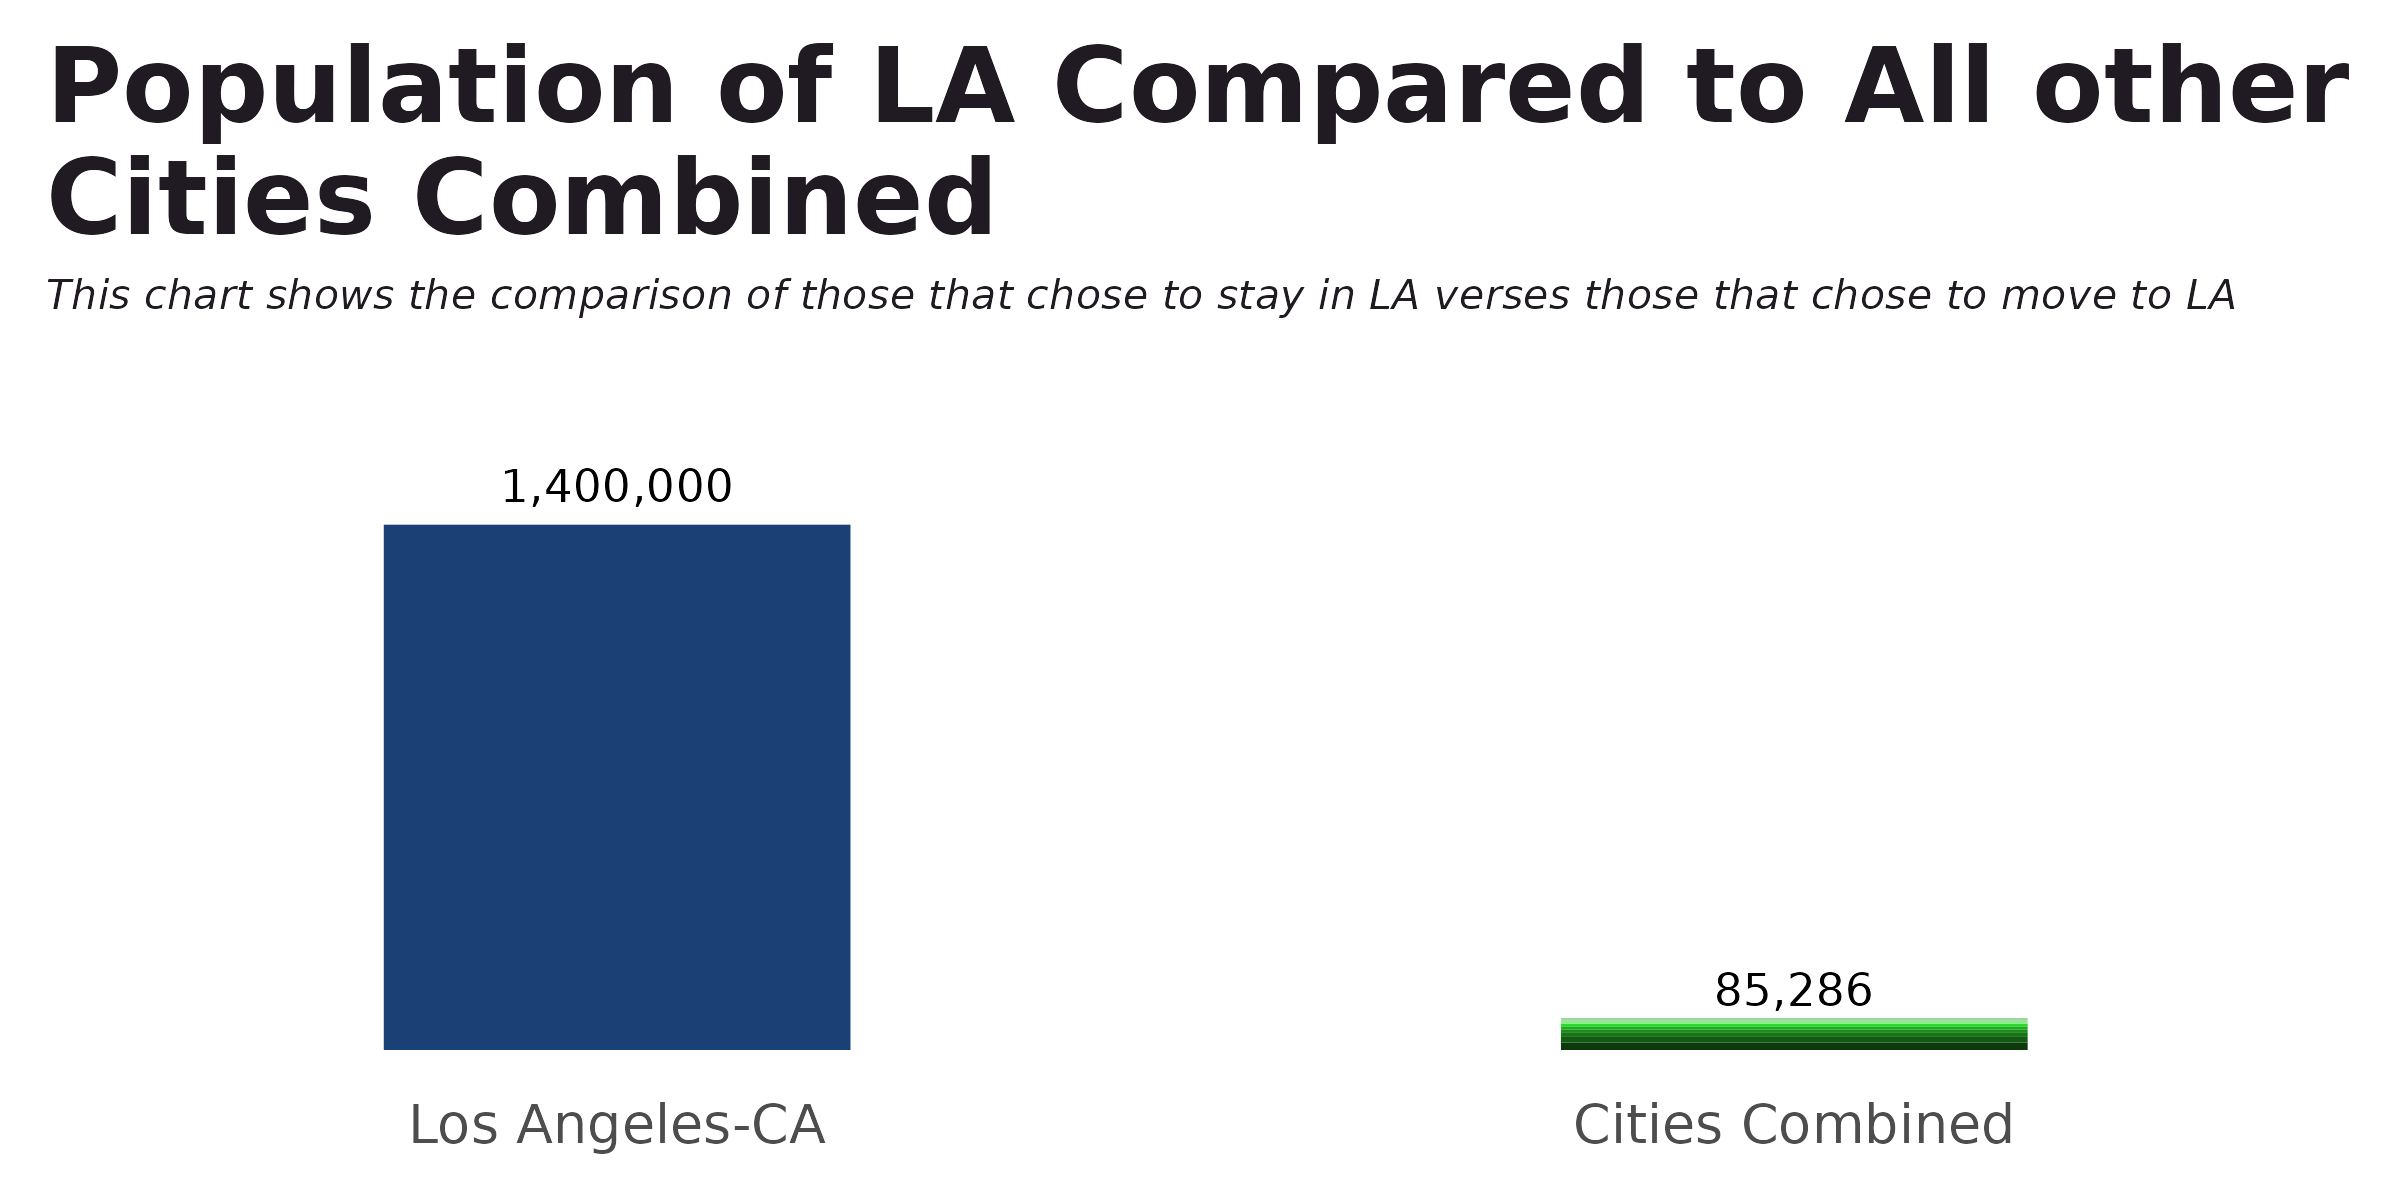 Population of LA Compared to All other
Cities Combined
This chart shows the comparison of those that chose to stay in LA verses those that chose to move to LA
1,400,000
85,286
Los Angeles-CA
Cities Combined